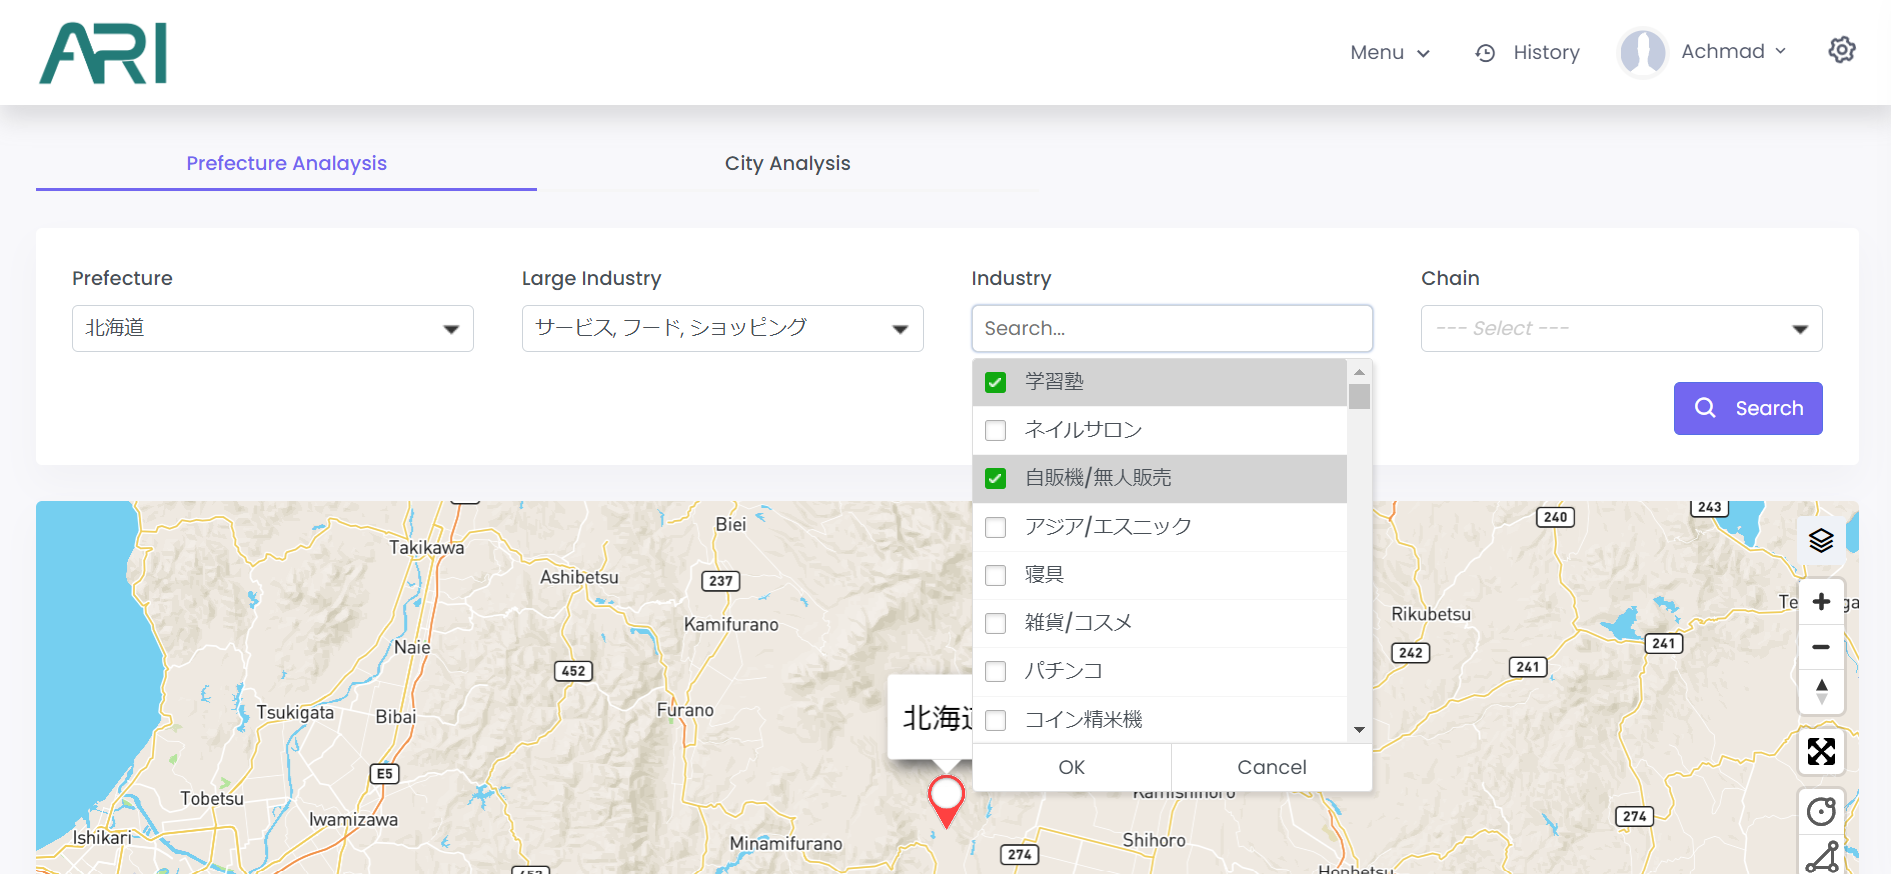 ARI
Menu
History
Achmad
Prefecture Analaysis
City Analysis
Prefecture
Large Industry
Industry
Chain
北海道
サービス, フード, ショッピング
Search...
--- Select ---
Search
学習塾
ネイルサロン
自販機/無人販売
アジア/エスニック
寝具
雑貨/コスメ
パチンコ
コイン精米機
OK
Cancel
Biei
Takikawa
Ashibetsu
237
Kamifurano
Naie
452
Tsukigata
Bibai
Furano
北海道
E5
Tobetsu
Iwamizawa
Ishikari
Minamifurano
274
Shihoro
240
243
Rikubetsu
242
241
241
274